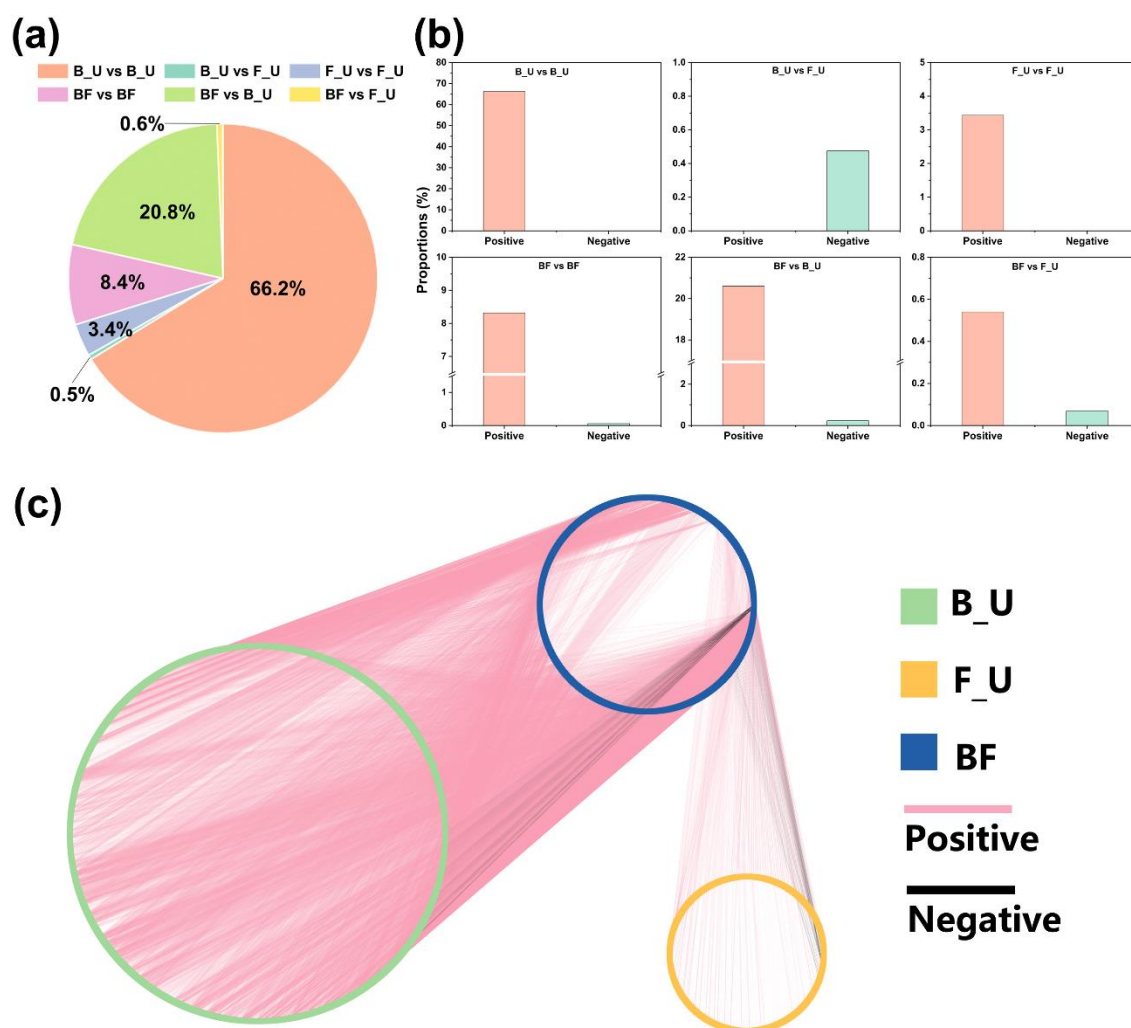 (a)
B_U vs B_U B_U vs F_U F_U vs F_U
BF vs BF BF vs B_U BF vs F_U
0.6%
20.8%
8.4%
66.2%
3.4%
0.5%
(b)
Proportions (%)
B_U vs B_U
80
70
60
50
40
30
20
10
0
Positive Negative
B_U vs F_U
1.0
0.8
0.6
0.4
0.2
0.0
Positive Negative
F_U vs F_U
5
4
3
2
1
0
Positive Negative
BF vs BF
10
9
8
7
1
0
Positive Negative
BF vs B_U
22
20
18
2
0
Positive Negative
BF vs F_U
0.8
0.6
0.4
0.2
0.0
Positive Negative
(c)
B_U
F_U
BF
Positive
Negative